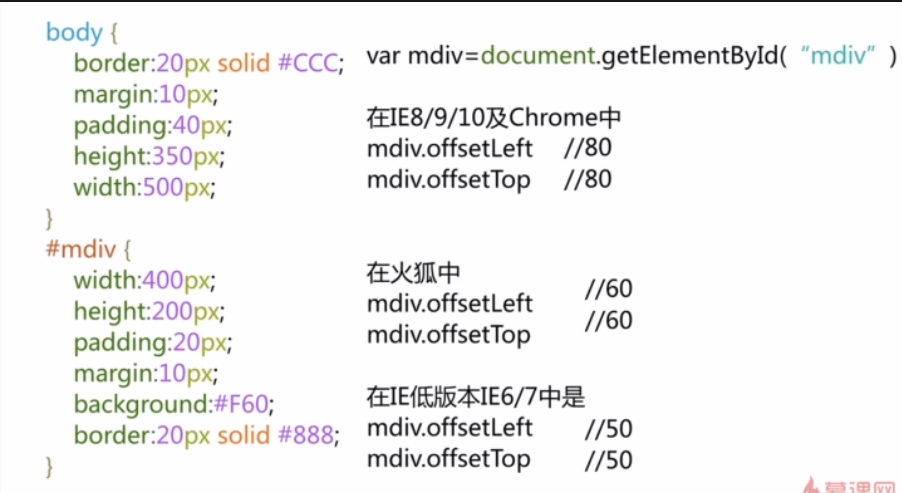 body {
border:20px solid #CCC;
margin:10px;
padding:40px;
height:350px;
width:500px;
}
#mdiv {
width:400px;
height:200px;
padding:20px;
margin:10px;
background:#F60;
border:20px solid #888;
}
var mdiv=document.getElementById( “mdiv” )
在IE8/9/10及Chrome中
mdiv.offsetLeft //80
mdiv.offsetTop //80
在火狐中
mdiv.offsetLeft //60
mdiv.offsetTop //60
在IE低版本IE6/7中是
mdiv.offsetLeft //50
mdiv.offsetTop //50
慕课网